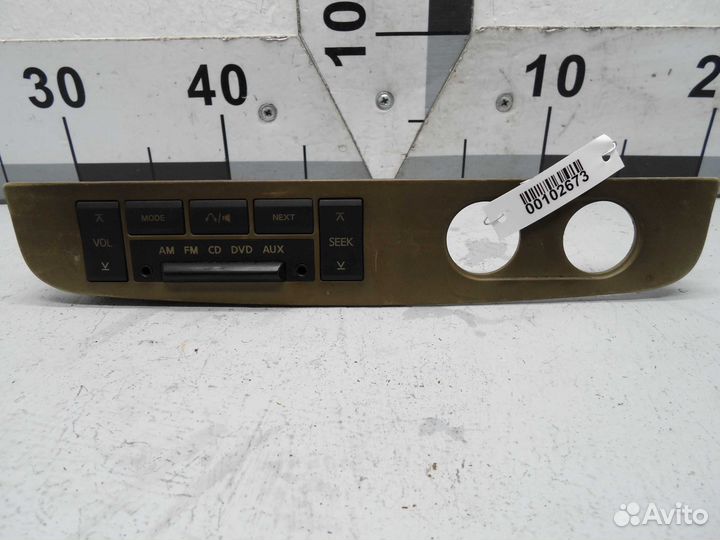 30 40 10 10 2
00102673
MODE NEXT
VOL SEEK
AM FM CD DVD AUX
Avito